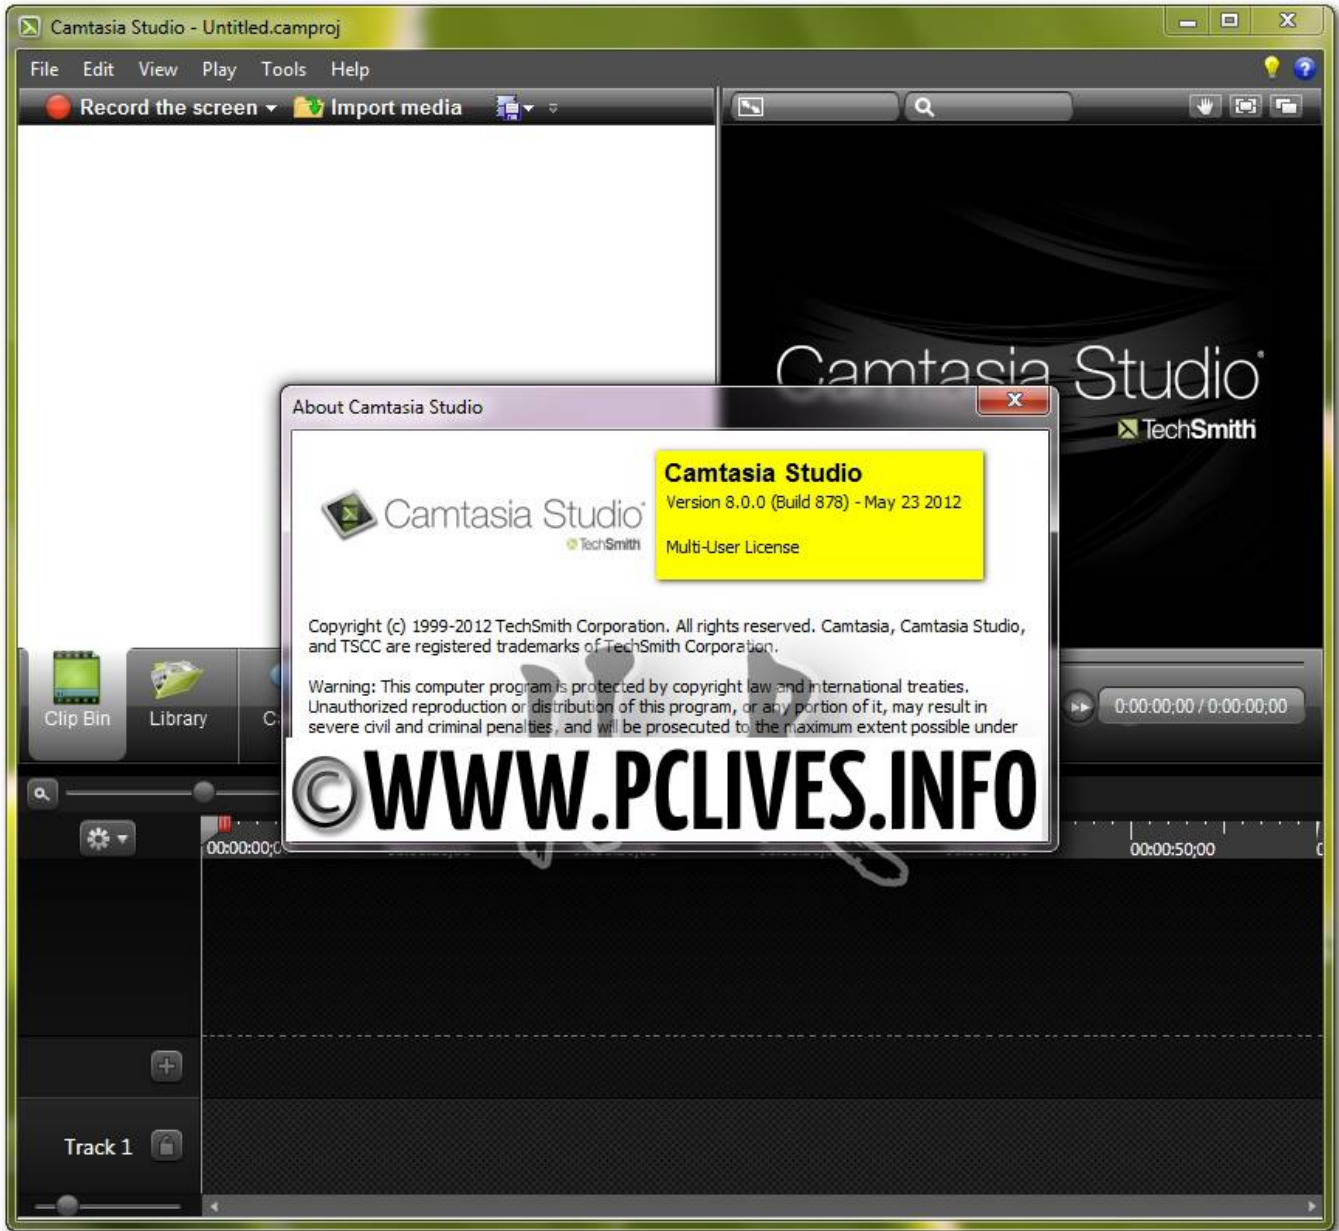 Camtasia Studio - Untitled.camproj
File Edit View Play Tools Help
Record the screen Import media
Camtasia Studio
TechSmith
About Camtasia Studio
Camtasia Studio
TechSmith
Camtasia Studio
Version 8.0.0 (Build 878) - May 23 2012
Multi-User License
Copyright (c) 1999-2012 TechSmith Corporation. All rights reserved. Camtasia, Camtasia Studio,
and TSCC are registered trademarks of TechSmith Corporation.
Warning: This computer program is protected by copyright law and international treaties.
Unauthorized reproduction or distribution of this program, or any portion of it, may result in
severe civil and criminal penalties, and will be prosecuted to the maximum extent possible under
©WWW.PCLIVES.INFO
Clip Bin Library
0:00:00;00 / 0:00:00;00
00:00:50;00
Track 1